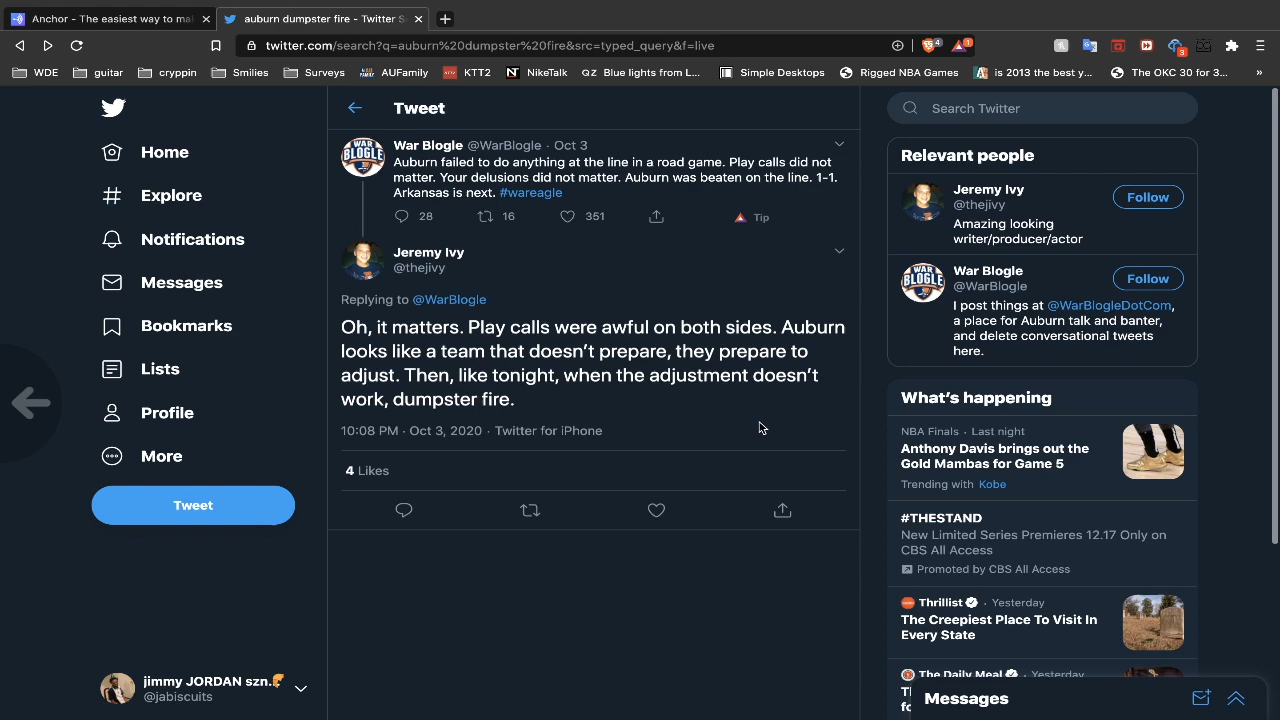 Anchor - The easiest way to mal
auburn dumpster fire - Twitter S
twitter.com/search?q=auburn%20dumpster%20fire&src=typed_query&f=live
4
1
3
WDE
guitar
cryppin
Smilies
Surveys
AUFamily
KTT2
NikeTalk
GZ Blue lights from L...
Simple Desktops
Rigged NBA Games
is 2013 the best y...
The OKC 30 for 3...
»
Home
Explore
Notifications
Messages
Bookmarks
Lists
Profile
More
Tweet
jimmy JORDAN szn.
@jabiscuits
Tweet
WAR BLOGLE
War Blogle @WarBlogle · Oct 3
Auburn failed to do anything at the line in a road game. Play calls did not
matter. Your delusions did not matter. Auburn was beaten on the line. 1-1.
Arkansas is next. #wareagle
28
16
351
Tip
Jeremy Ivy
@thejivy
Replying to @WarBlogle
Oh, it matters. Play calls were awful on both sides. Auburn
looks like a team that doesn't prepare, they prepare to
adjust. Then, like tonight, when the adjustment doesn't
work, dumpster fire.
10:08 PM · Oct 3, 2020 · Twitter for iPhone
4 Likes
Search Twitter
Relevant people
Jeremy Ivy
@thejivy
Follow
Amazing looking
writer/producer/actor
WAR BLOGLE
War Blogle
@WarBlogle
Follow
I post things at @WarBlogleDotCom,
a place for Auburn talk and banter,
and delete conversational tweets
here.
What's happening
NBA Finals · Last night
Anthony Davis brings out the
Gold Mambas for Game 5
Trending with Kobe
#THESTAND
New Limited Series Premieres 12.17 Only on
CBS All Access
Promoted by CBS All Access
Thrillist · Yesterday
The Creepiest Place To Visit In
Every State
The Daily Meal · Yesterday
Messages